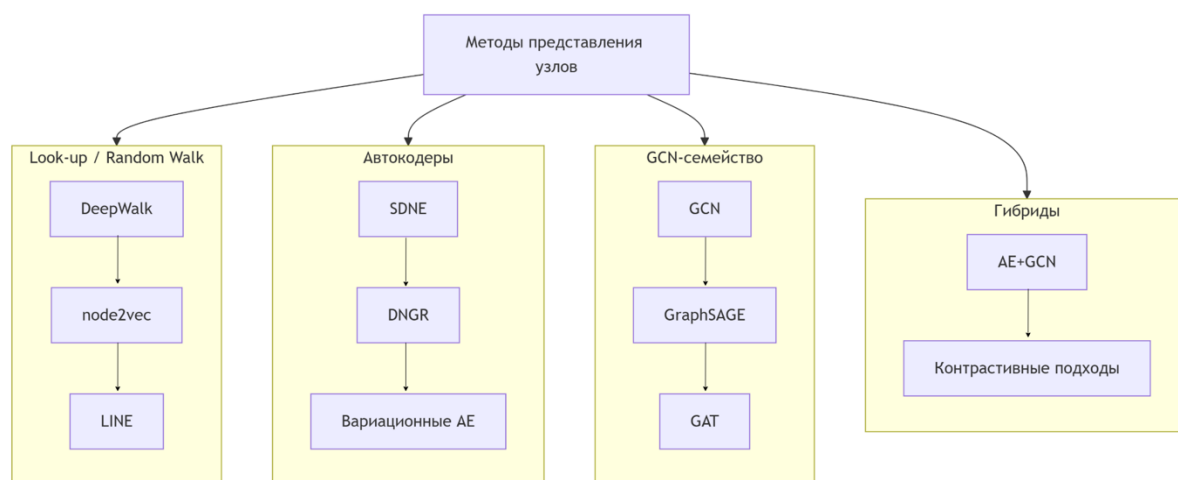 Методы представления
узлов
Look-up / Random Walk
DeepWalk
node2vec
LINE
Автокодеры
SDNE
DNGR
Вариационные AE
GCN-семейство
GCN
GraphSAGE
GAT
Гибриды
AE+GCN
Контрастивные подходы